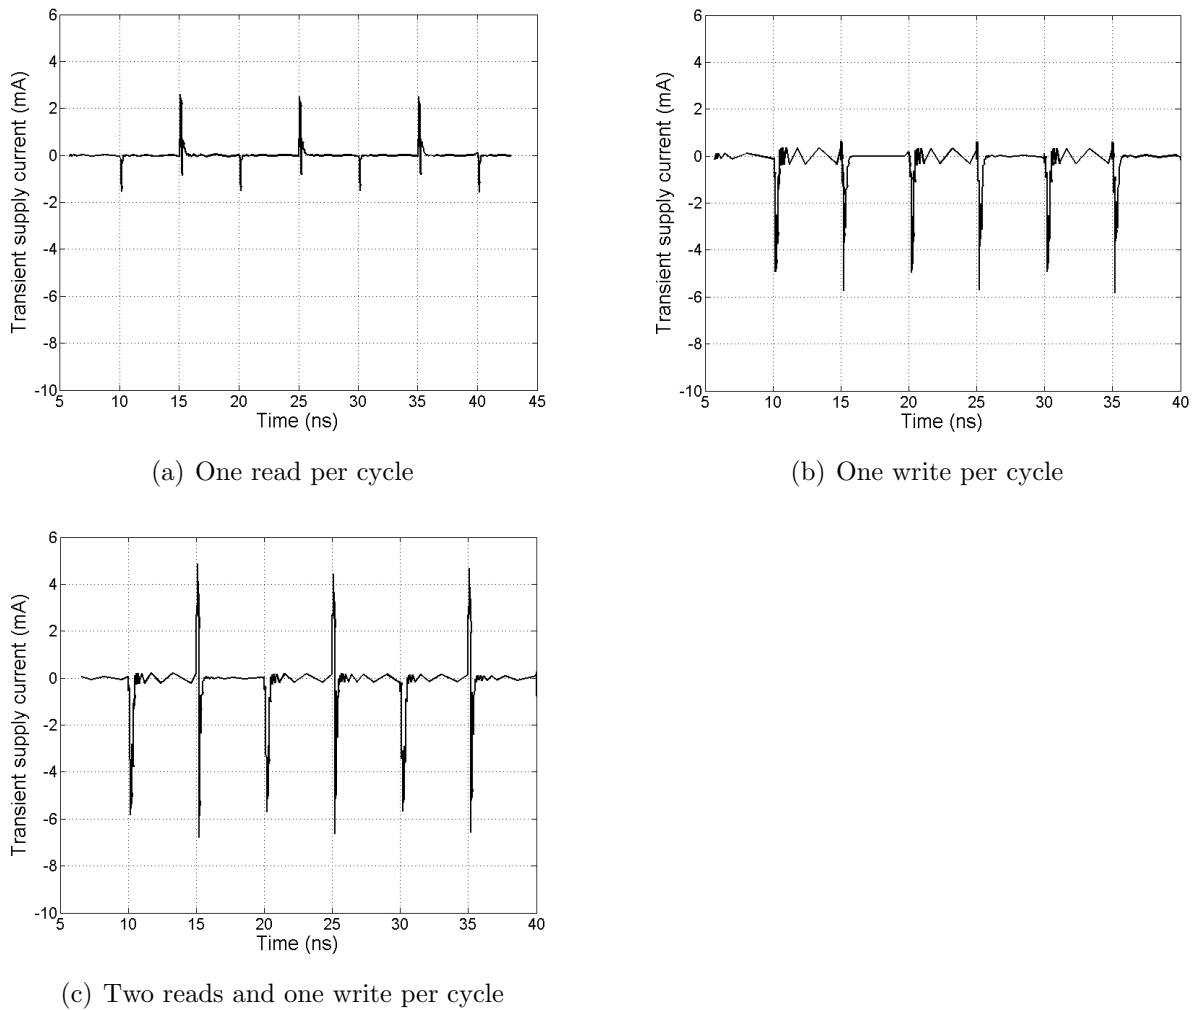 6
4
2
0
-2
-4
-6
-8
-10
5 10 15 20 25 30 35 40 45
Transient supply current (mA)
Time (ns)
(a) One read per cycle
6
4
2
0
-2
-4
-6
-8
-10
5 10 15 20 25 30 35 40
Transient supply current (mA)
Time (ns)
(b) One write per cycle
6
4
2
0
-2
-4
-6
-8
-10
5 10 15 20 25 30 35 40
Transient supply current (mA)
Time (ns)
(c) Two reads and one write per cycle